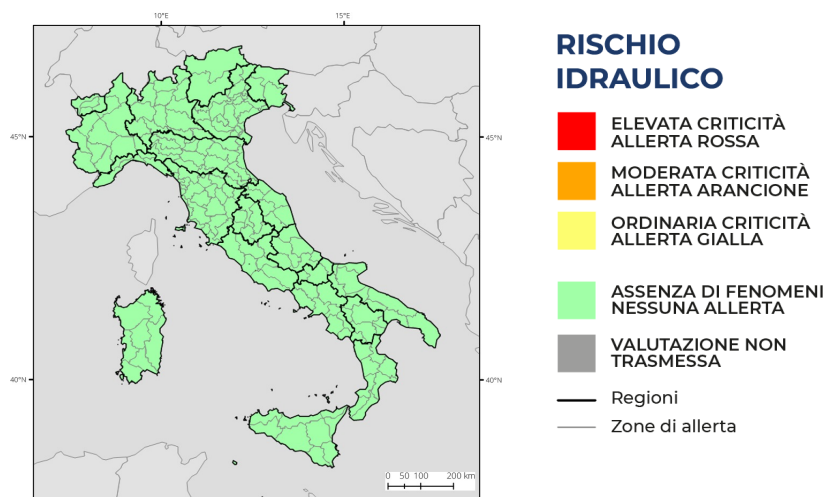 10°E
15°E
45°N
45°N
40°N
40°N
0 50 100 200 km
RISCHIO
IDRAULICO
ELEVATA CRITICITÀ
ALLERTA ROSSA
MODERATA CRITICITÀ
ALLERTA ARANCIONE
ORDINARIA CRITICITÀ
ALLERTA GIALLA
ASSENZA DI FENOMENI
NESSUNA ALLERTA
VALUTAZIONE NON
TRASMESSA
Regioni
Zone di allerta